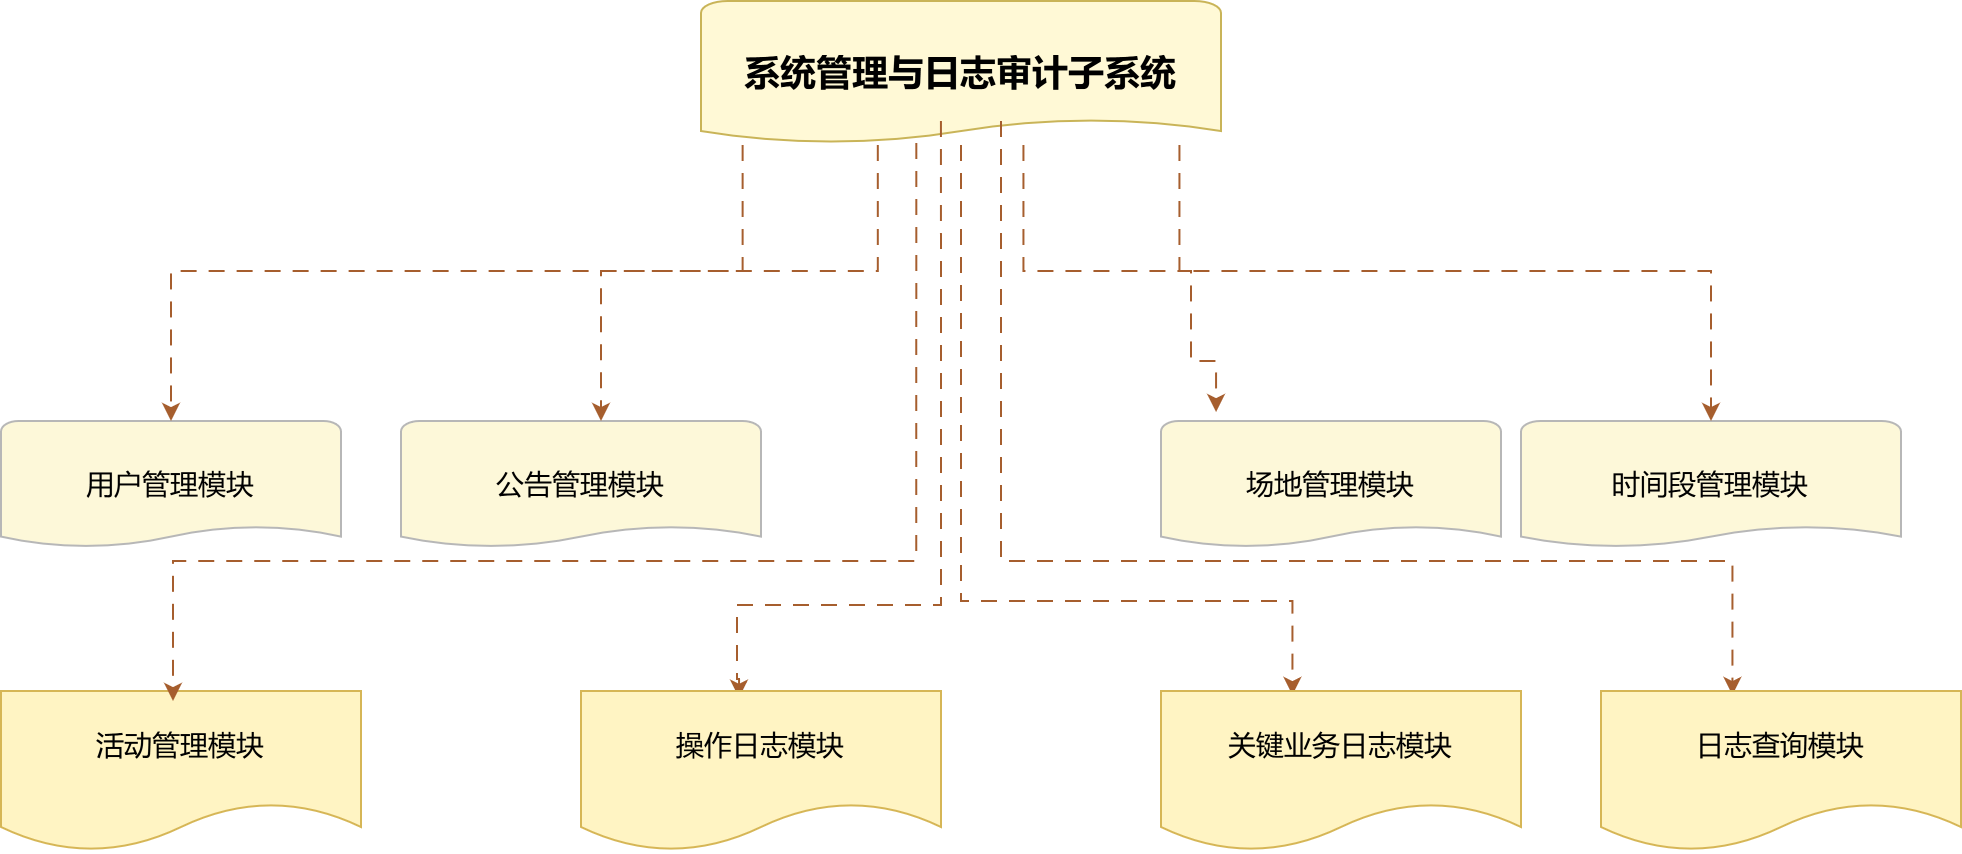 系统管理与日志审计子系统
用户管理模块
公告管理模块
场地管理模块
时间段管理模块
活动管理模块
操作日志模块
关键业务日志模块
日志查询模块